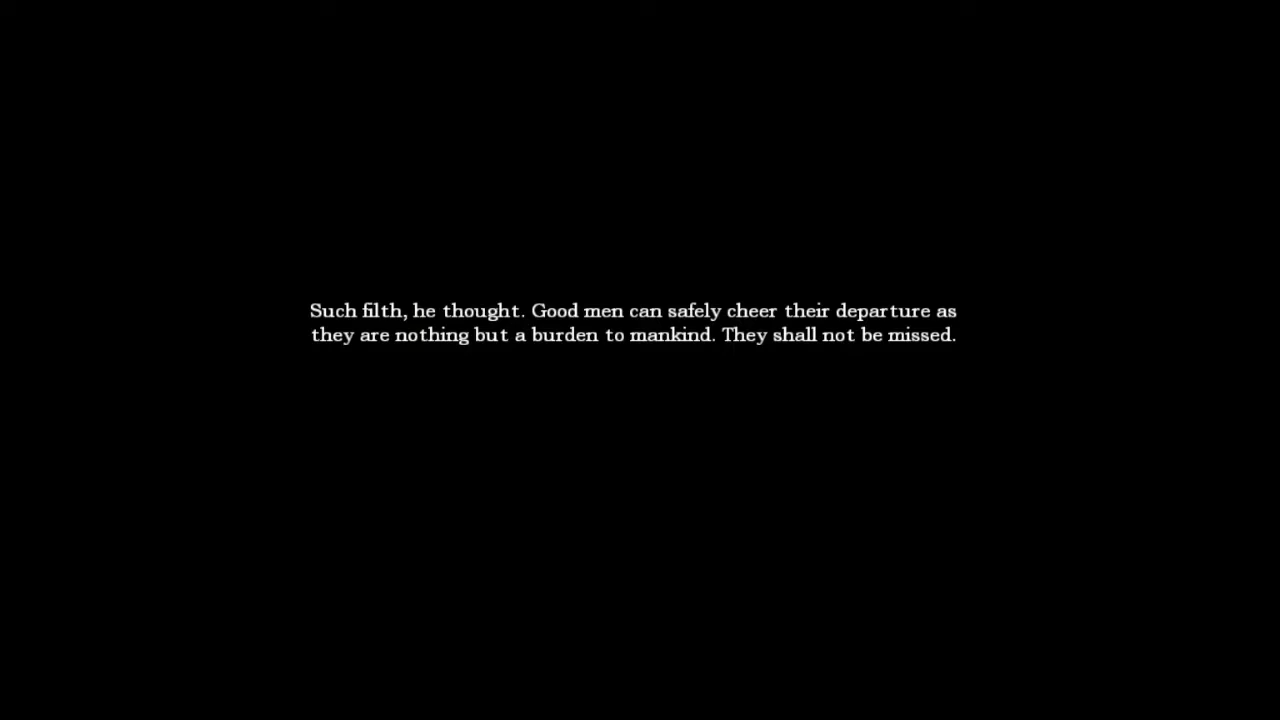 Such filth, he thought. Good men can safely cheer their departure as
they are nothing but a burden to mankind. They shall not be missed.